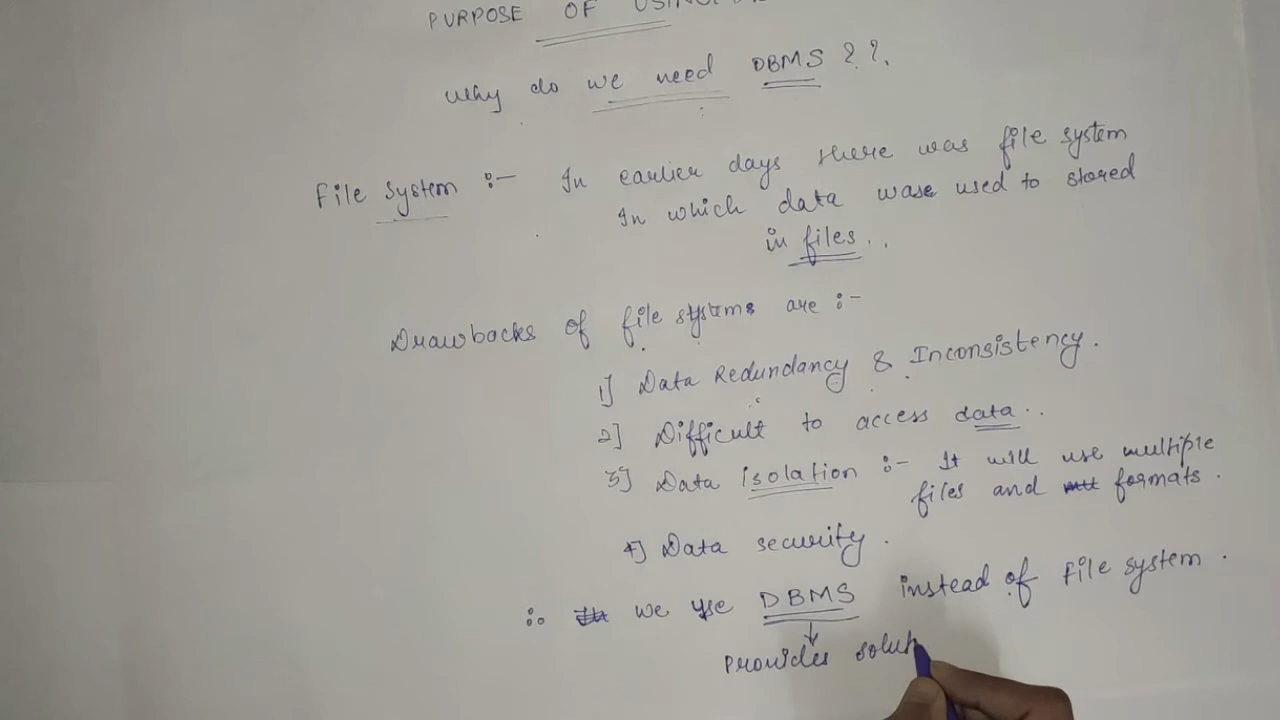 PURPOSE OF USING
Why do we need DBMS ??.
File System :- In earlier days there was file system
In which data wase used to stored
in files..
Drawbacks of file systems are :-
1] Data Redundancy & Inconsistency.
2] Difficult to access data..
3] Data Isolation :- It will use multiple
files and formats.
4] Data security.
∴ we use DBMS instead of File system.
↓
Provides solut